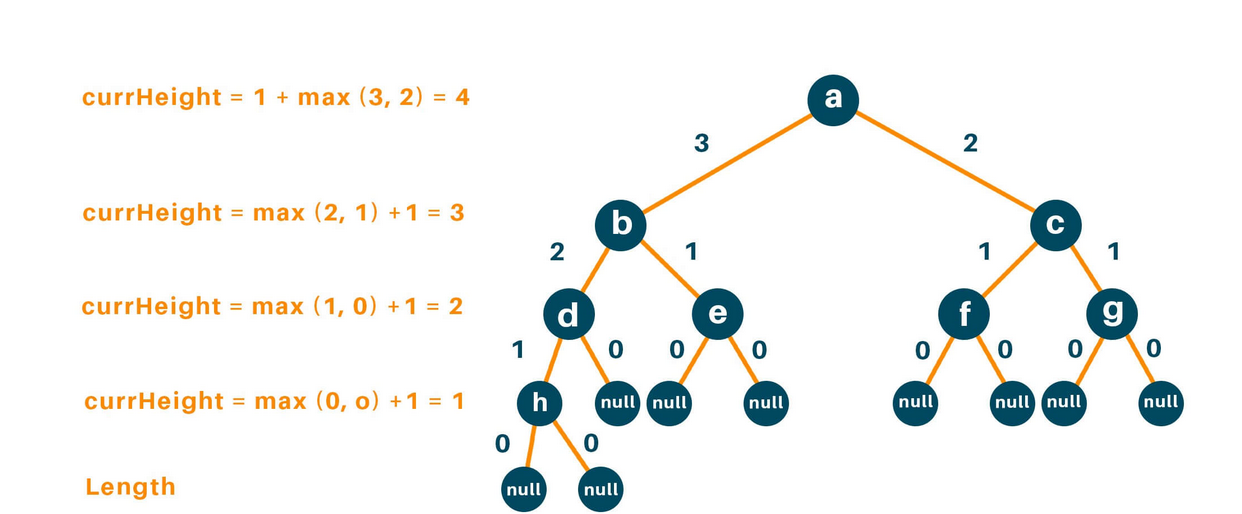 currHeight = 1 + max (3, 2) = 4
a
3 2
currHeight = max (2, 1) +1 = 3
b c
2 1 1 1
currHeight = max (1, 0) +1 = 2
d e f g
1 0 0 0 0 0 0 0
currHeight = max (0, o) +1 = 1
h null null null null null null null
0 0
Length
null null